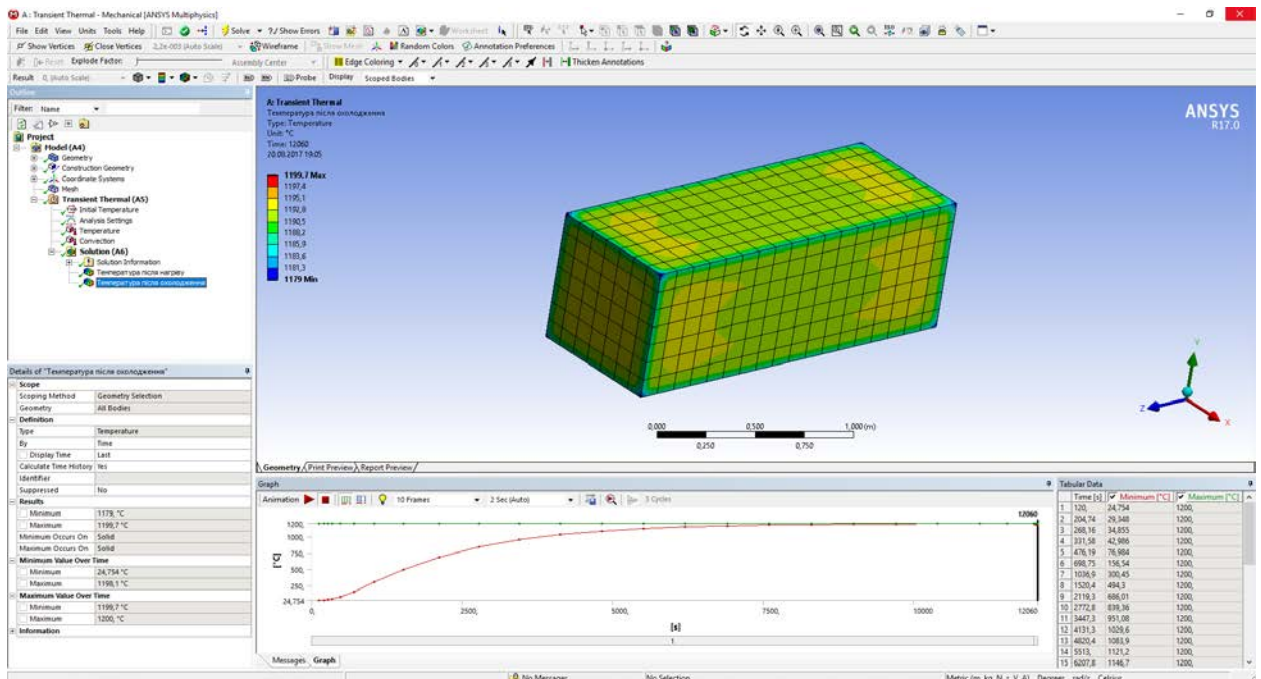 A : Transient Thermal - Mechanical [ANSYS Multiphysics]
File Edit View Units Tools Help Solve ?/Show Errors Worksheet
Show Vertices Close Vertices 2,2e-003 (Auto Scale) Wireframe Show Mesh Random Colors Annotation Preferences
Reset Explode Factor: Assembly Center Edge Coloring Thicken Annotations
Result 0, (Auto Scale) Probe Display Scoped Bodies
Outline
Filter: Name
Project
Model (A4)
Geometry
Construction Geometry
Coordinate Systems
Mesh
Transient Thermal (A5)
Initial Temperature
Analysis Settings
Temperature
Convection
Solution (A6)
Solution Information
Температура після нагріву
Температура після охолодження
A: Transient Thermal
Температура після охолодження
Type: Temperature
Unit: °C
Time: 12060
20.08.2017 19:05
1199,7 Max
1197,4
1195,1
1192,8
1190,5
1188,2
1185,9
1183,6
1181,3
1179 Min
ANSYS
R17.0
Y
Z
X
0,000 0,500 1,000 (m)
0,250 0,750
Geometry Print Preview Report Preview
Details of "Температура після охолодження"
Scope
Scoping Method Geometry Selection
Geometry All Bodies
Definition
Type Temperature
By Time
Display Time Last
Calculate Time History Yes
Identifier
Suppressed No
Results
Minimum 1179, °C
Maximum 1199,7 °C
Minimum Occurs On Solid
Maximum Occurs On Solid
Minimum Value Over Time
Minimum 24,754 °C
Maximum 1198,1 °C
Maximum Value Over Time
Minimum 1199,7 °C
Maximum 1200, °C
Information
Graph
Animation 10 Frames 2 Sec (Auto) 3 Cycles
12060
1200,
1000,
750,
500,
250,
24,754
[°C]
0, 2500, 5000, 7500, 10000 12060
[s]
1
Messages Graph
Tabular Data
Time [s] Minimum [°C] Maximum [°C]
1 120, 24,754 1200,
2 204,74 29,348 1200,
3 268,16 34,855 1200,
4 331,58 42,986 1200,
5 476,19 76,984 1200,
6 698,75 156,54 1200,
7 1036,9 300,45 1200,
8 1520,4 494,3 1200,
9 2119,3 686,01 1200,
10 2772,8 839,36 1200,
11 3447,3 951,08 1200,
12 4131,3 1029,6 1200,
13 4820,4 1083,9 1200,
14 5513, 1121,2 1200,
15 6207,8 1146,7 1200,
No Messages No Selection Metric (m, kg, N, s, V, A) Degrees rad/s Celsius